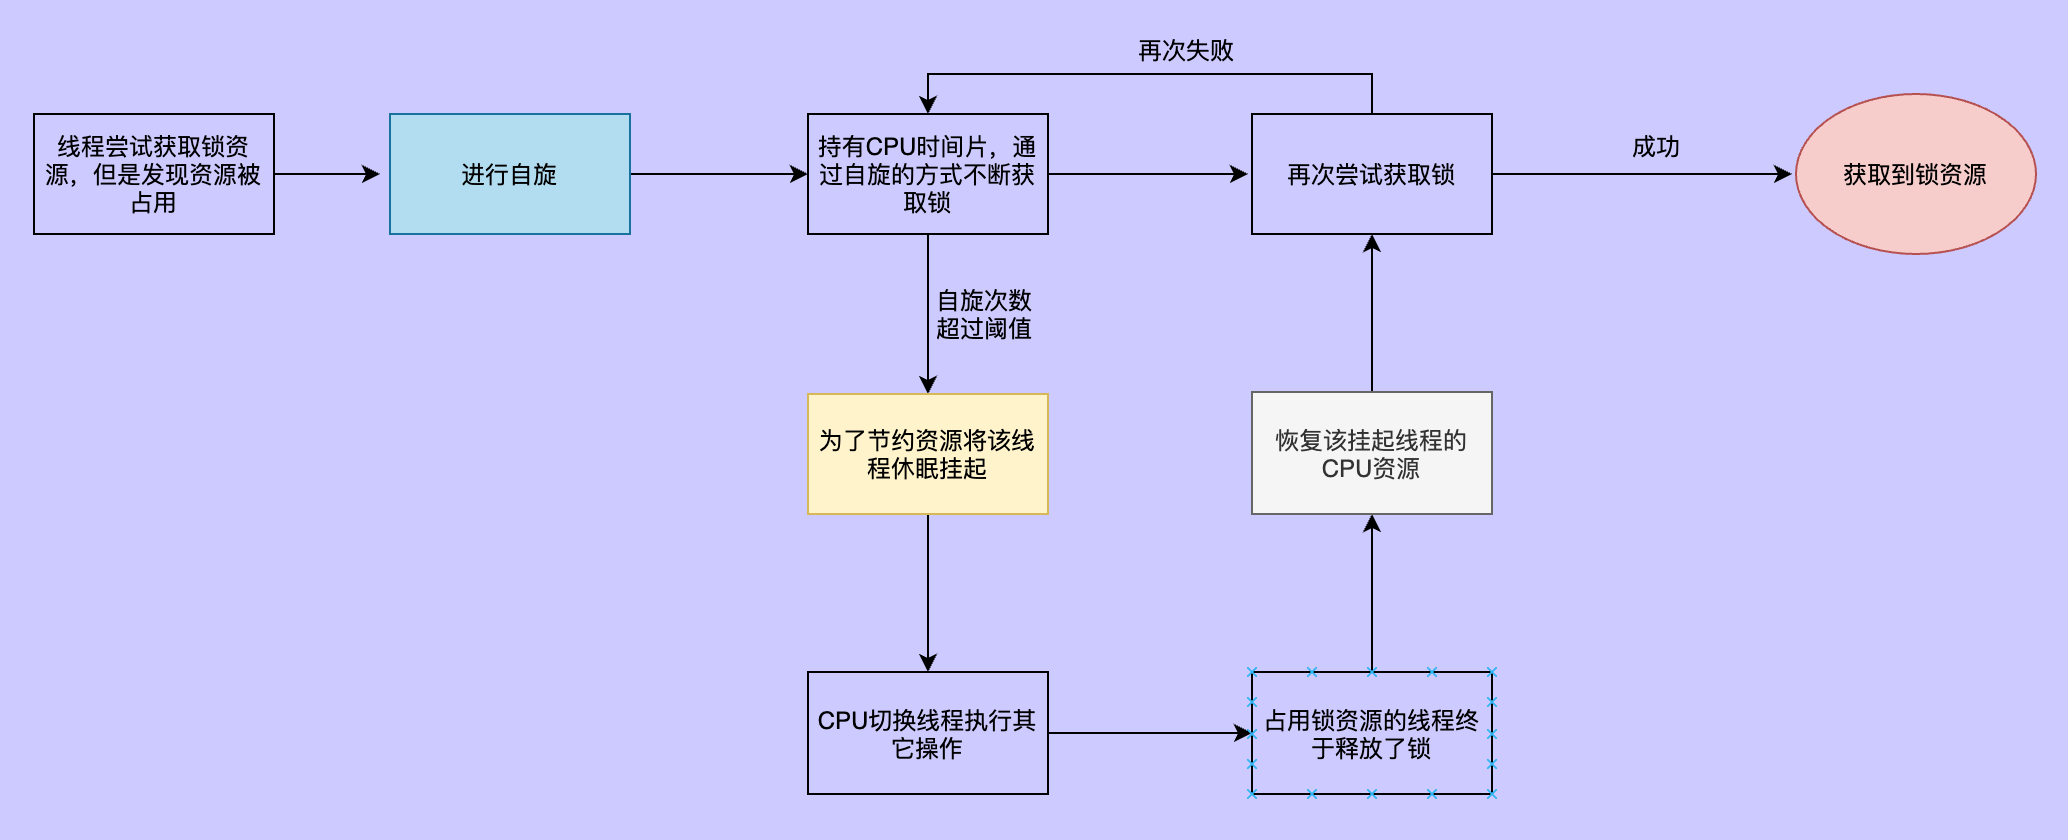 再次失败
线程尝试获取锁资
源，但是发现资源被
占用
进行自旋
持有CPU时间片，通
过自旋的方式不断获
取锁
再次尝试获取锁
成功
获取到锁资源
自旋次数
超过阈值
为了节约资源将该线
程休眠挂起
恢复该挂起线程的
CPU资源
CPU切换线程执行其
它操作
占用锁资源的线程终
于释放了锁